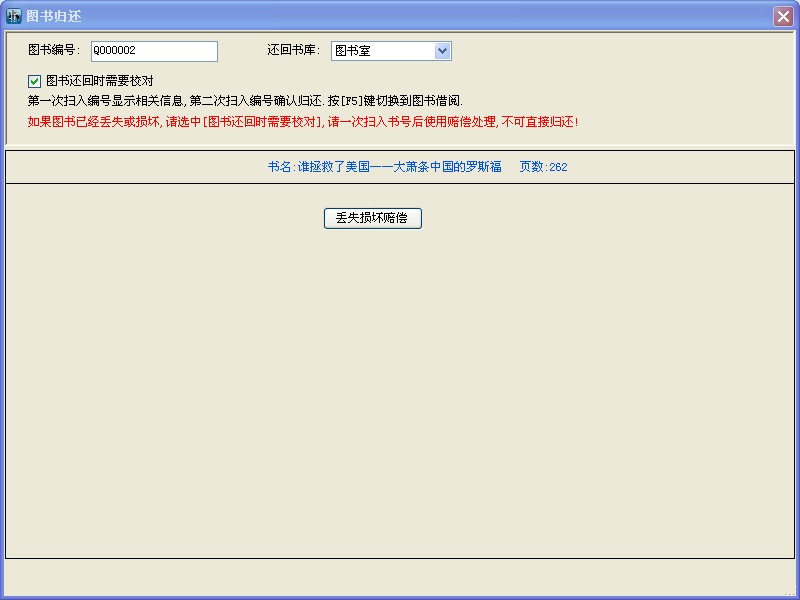 图书归还
图书编号: Q000002 还回书库: 图书室
图书还回时需要校对
第一次扫入编号显示相关信息,第二次扫入编号确认归还.按[F5]键切换到图书借阅.
如果图书已经丢失或损坏,请选中[图书还回时需要校对],请一次扫入书号后使用赔偿处理,不可直接归还!
书名:谁拯救了美国——大萧条中国的罗斯福 页数:262
丢失损坏赔偿